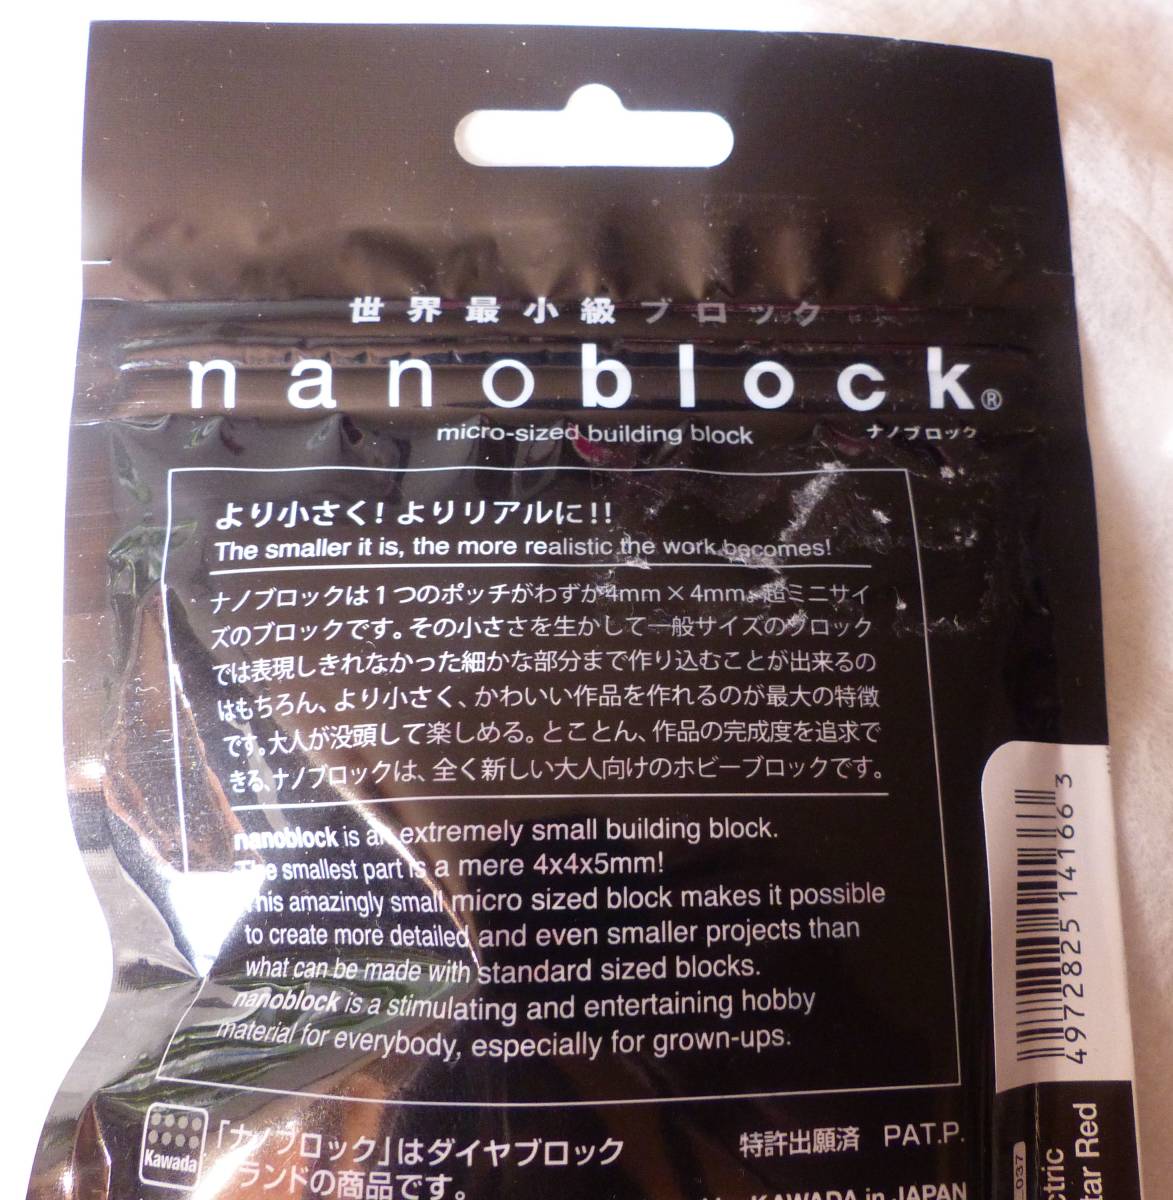 世界最小級ブロック
nanoblock®
micro-sized building block ナノブロック
より小さく! よりリアルに!!
The smaller it is, the more realistic the work becomes!
ナノブロックは1つのポッチがわずか4mm×4mm。超ミニサイ
ズのブロックです。その小ささを生かして一般サイズのブロック
では表現しきれなかった細かな部分まで作り込むことが出来るの
はもちろん、より小さく、かわいい作品を作れるのが最大の特徴
です。大人が没頭して楽しめる。とことん、作品の完成度を追求で
きる、ナノブロックは、全く新しい大人向けのホビーブロックです。
nanoblock is an extremely small building block.
The smallest part is a mere 4x4x5mm!
This amazingly small micro sized block makes it possible
to create more detailed and even smaller projects than
what can be made with standard sized blocks.
nanoblock is a stimulating and entertaining hobby
material for everybody, especially for grown-ups.
Kawada
「ナノブロック」はダイヤブロック
ランドの商品です。
特許出願済 PAT.P.
KAWADA in JAPAN
4972825 14166 3
037
tric
ar Red